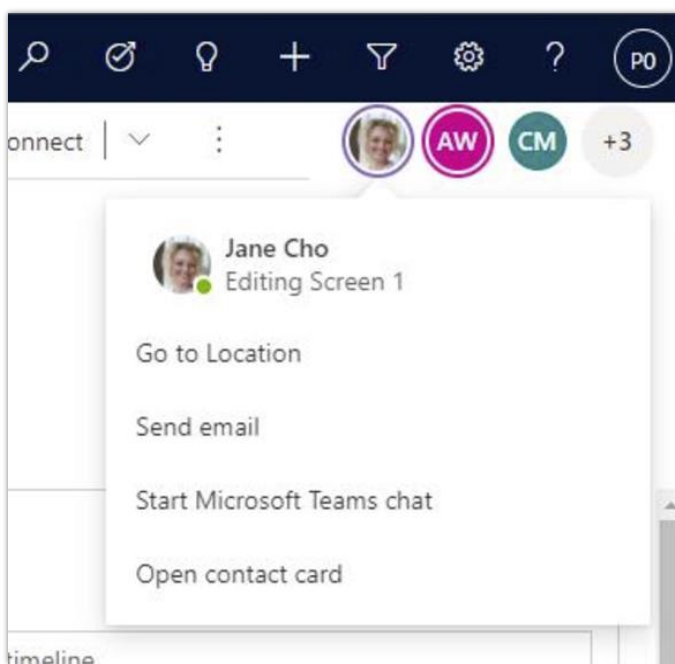 PO
onnect
AW
CM
+3
Jane Cho
Editing Screen 1
Go to Location
Send email
Start Microsoft Teams chat
Open contact card
timeline